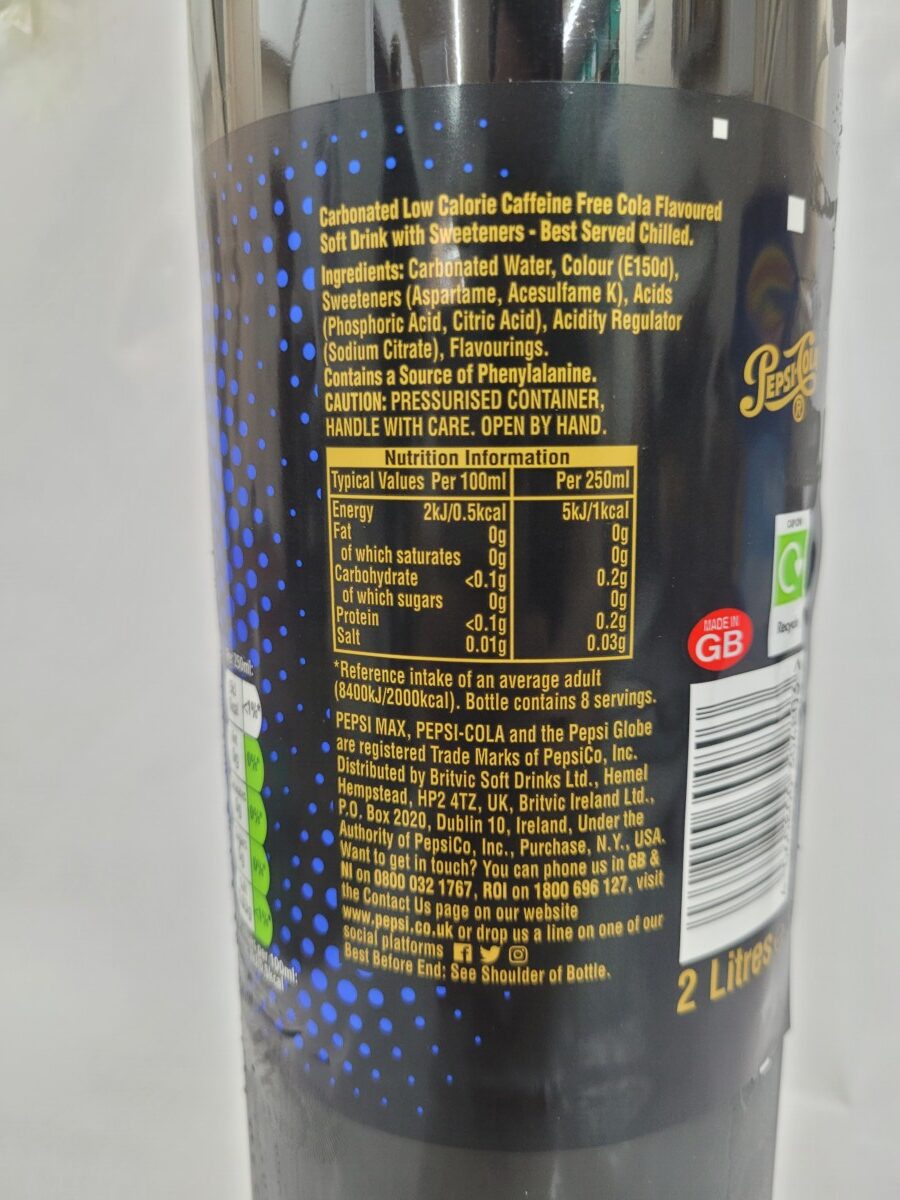 Carbonated Low Calorie Caffeine Free Cola Flavoured
Soft Drink with Sweeteners - Best Served Chilled.
Ingredients: Carbonated Water, Colour (E150d),
Sweeteners (Aspartame, Acesulfame K), Acids
(Phosphoric Acid, Citric Acid), Acidity Regulator
(Sodium Citrate), Flavourings.
Contains a Source of Phenylalanine.
CAUTION: PRESSURISED CONTAINER,
HANDLE WITH CARE. OPEN BY HAND.
Nutrition Information
Typical Values Per 100ml Per 250ml
Energy 2kJ/0.5kcal 5kJ/1kcal
Fat 0g 0g
of which saturates 0g 0g
Carbohydrate <0.1g 0.2g
of which sugars 0g 0g
Protein <0.1g 0.2g
Salt 0.01g 0.03g
*Reference intake of an average adult
(8400kJ/2000kcal). Bottle contains 8 servings.
PEPSI MAX, PEPSI-COLA and the Pepsi Globe
are registered Trade Marks of PepsiCo, Inc.
Distributed by Britvic Soft Drinks Ltd., Hemel
Hempstead, HP2 4TZ, UK, Britvic Ireland Ltd.,
P.O. Box 2020, Dublin 10, Ireland, Under the
Authority of PepsiCo, Inc., Purchase, N.Y., USA.
Want to get in touch? You can phone us in GB &
NI on 0800 032 1767, ROI on 1800 696 127, visit
the Contact Us page on our website
www.pepsi.co.uk or drop us a line on one of our
social platforms
Best Before End: See Shoulder of Bottle.
PEPSI-COLA
®
MADE IN
GB
2 Litres
250ml:
<1%*
0%*
0%*
0%*
<1%*
100ml: